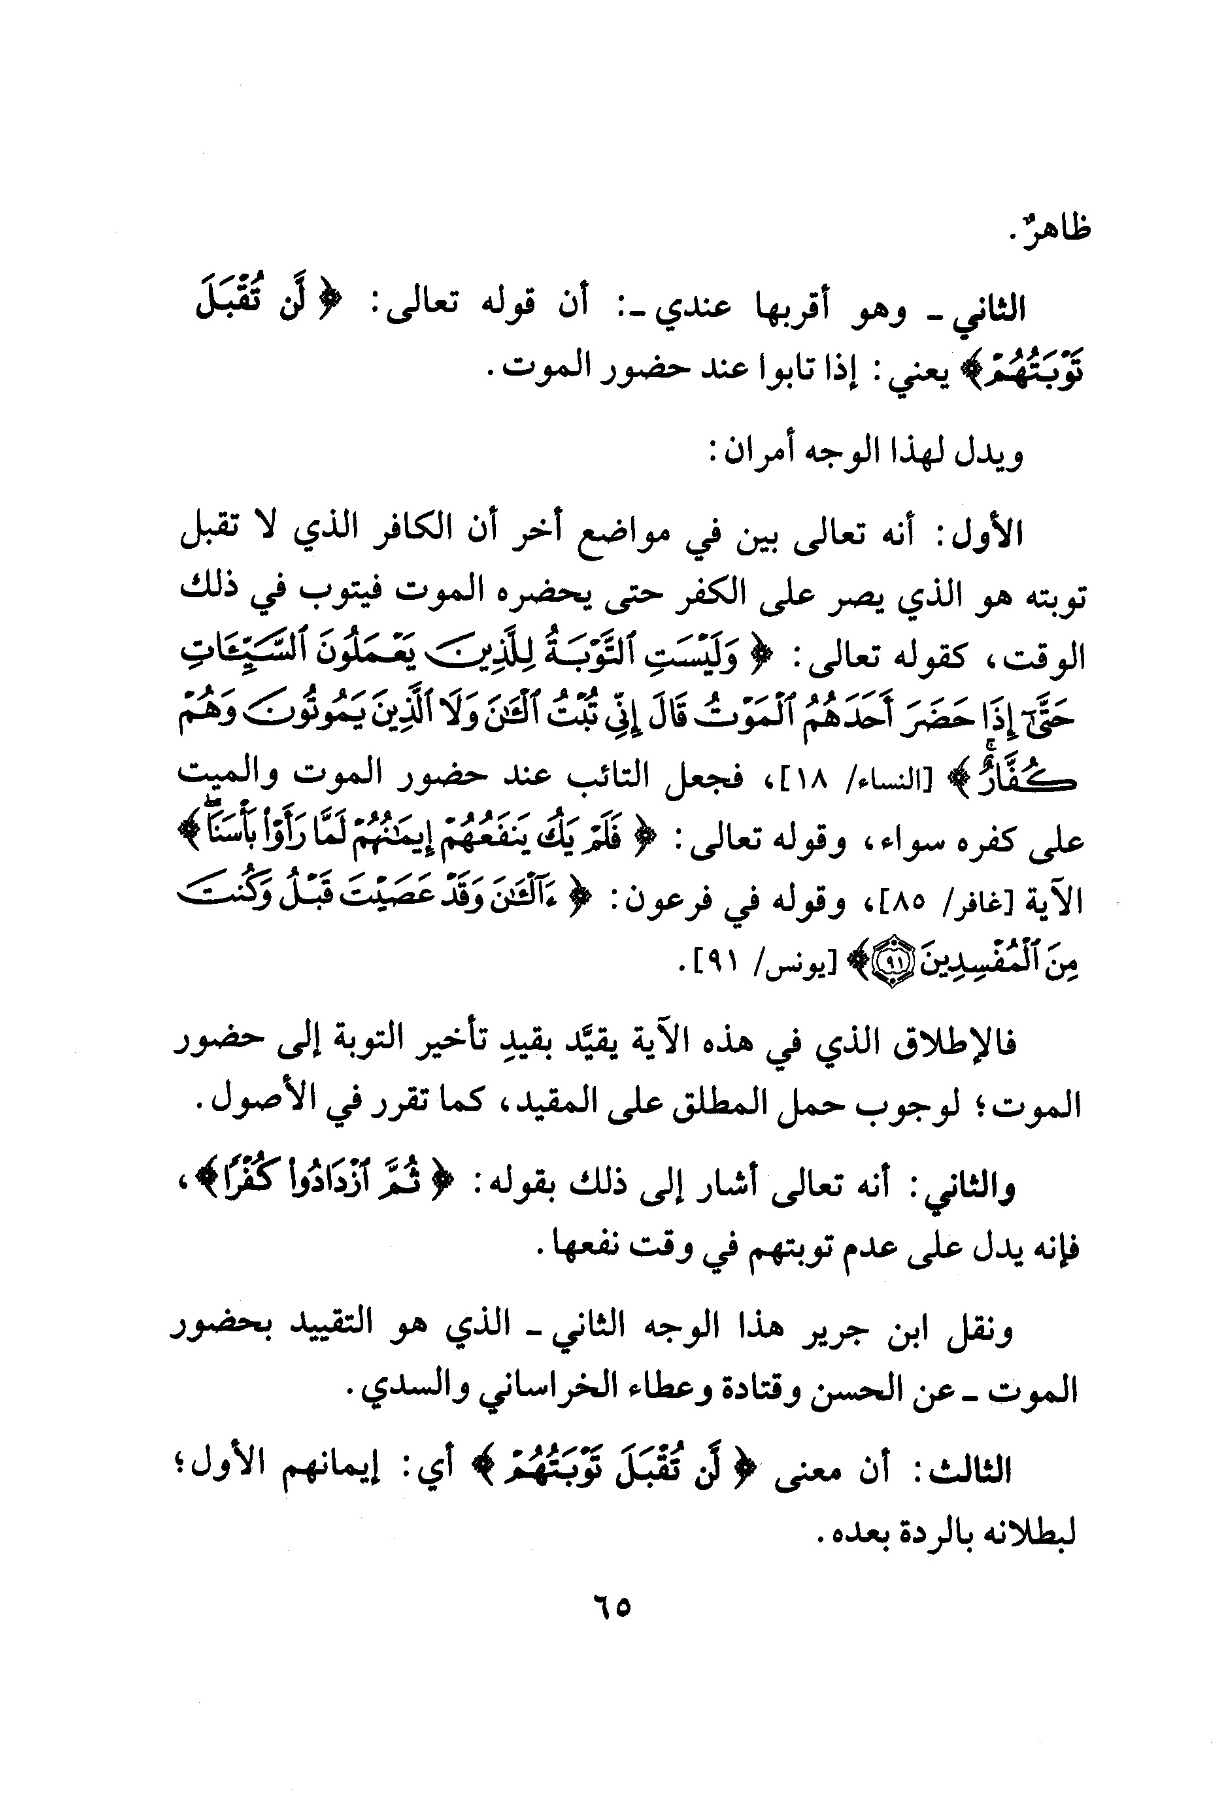 ظاهرٌ.
الثاني ـ وهو أقربها عندي ـ: أن قوله تعالى: ﴿ لَّن تُقْبَلَ
تَوْبَتُهُمْ﴾ يعني: إذا تابوا عند حضور الموت.
ويدل لهذا الوجه أمران:
الأول: أنه تعالى بين في مواضع أخر أن الكافر الذي لا تقبل
توبته هو الذي يصر على الكفر حتى يحضره الموت فيتوب في ذلك
الوقت، كقوله تعالى: ﴿ وَلَيْسَتِ ٱلتَّوْبَةُ لِلَّذِينَ يَعْمَلُونَ ٱلسَّيِّـَٔاتِ
حَتَّىٰٓ إِذَا حَضَرَ أَحَدَهُمُ ٱلْمَوْتُ قَالَ إِنِّي تُبْتُ ٱلْـَٰٔنَ وَلَا ٱلَّذِينَ يَمُوتُونَ وَهُمْ
كُفَّارٌۚ ﴾ [النساء/ ١٨]، فجعل التائب عند حضور الموت والميت
على كفره سواء، وقوله تعالى: ﴿ فَلَمْ يَكُ يَنفَعُهُمْ إِيمَٰنُهُمْ لَمَّا رَأَوْا۟ بَأْسَنَاۖ ﴾
الآية [غافر/ ٨٥]، وقوله في فرعون: ﴿ ءَآلْـَٰٔنَ وَقَدْ عَصَيْتَ قَبْلُ وَكُنتَ
مِنَ ٱلْمُفْسِدِينَ ٩١﴾ [يونس/ ٩١].
فالإطلاق الذي في هذه الآية يقيَّد بقيدِ تأخير التوبة إلى حضور
الموت؛ لوجوب حمل المطلق على المقيد، كما تقرر في الأصول.
والثاني: أنه تعالى أشار إلى ذلك بقوله: ﴿ ثُمَّ ٱزْدَادُوا۟ كُفْرًا﴾،
فإنه يدل على عدم توبتهم في وقت نفعها.
ونقل ابن جرير هذا الوجه الثاني ـ الذي هو التقييد بحضور
الموت ـ عن الحسن وقتادة وعطاء الخراساني والسدي.
الثالث: أن معنى ﴿ لَّن تُقْبَلَ تَوْبَتُهُمْ ﴾ أي: إيمانهم الأول؛
لبطلانه بالردة بعده.
٦٥